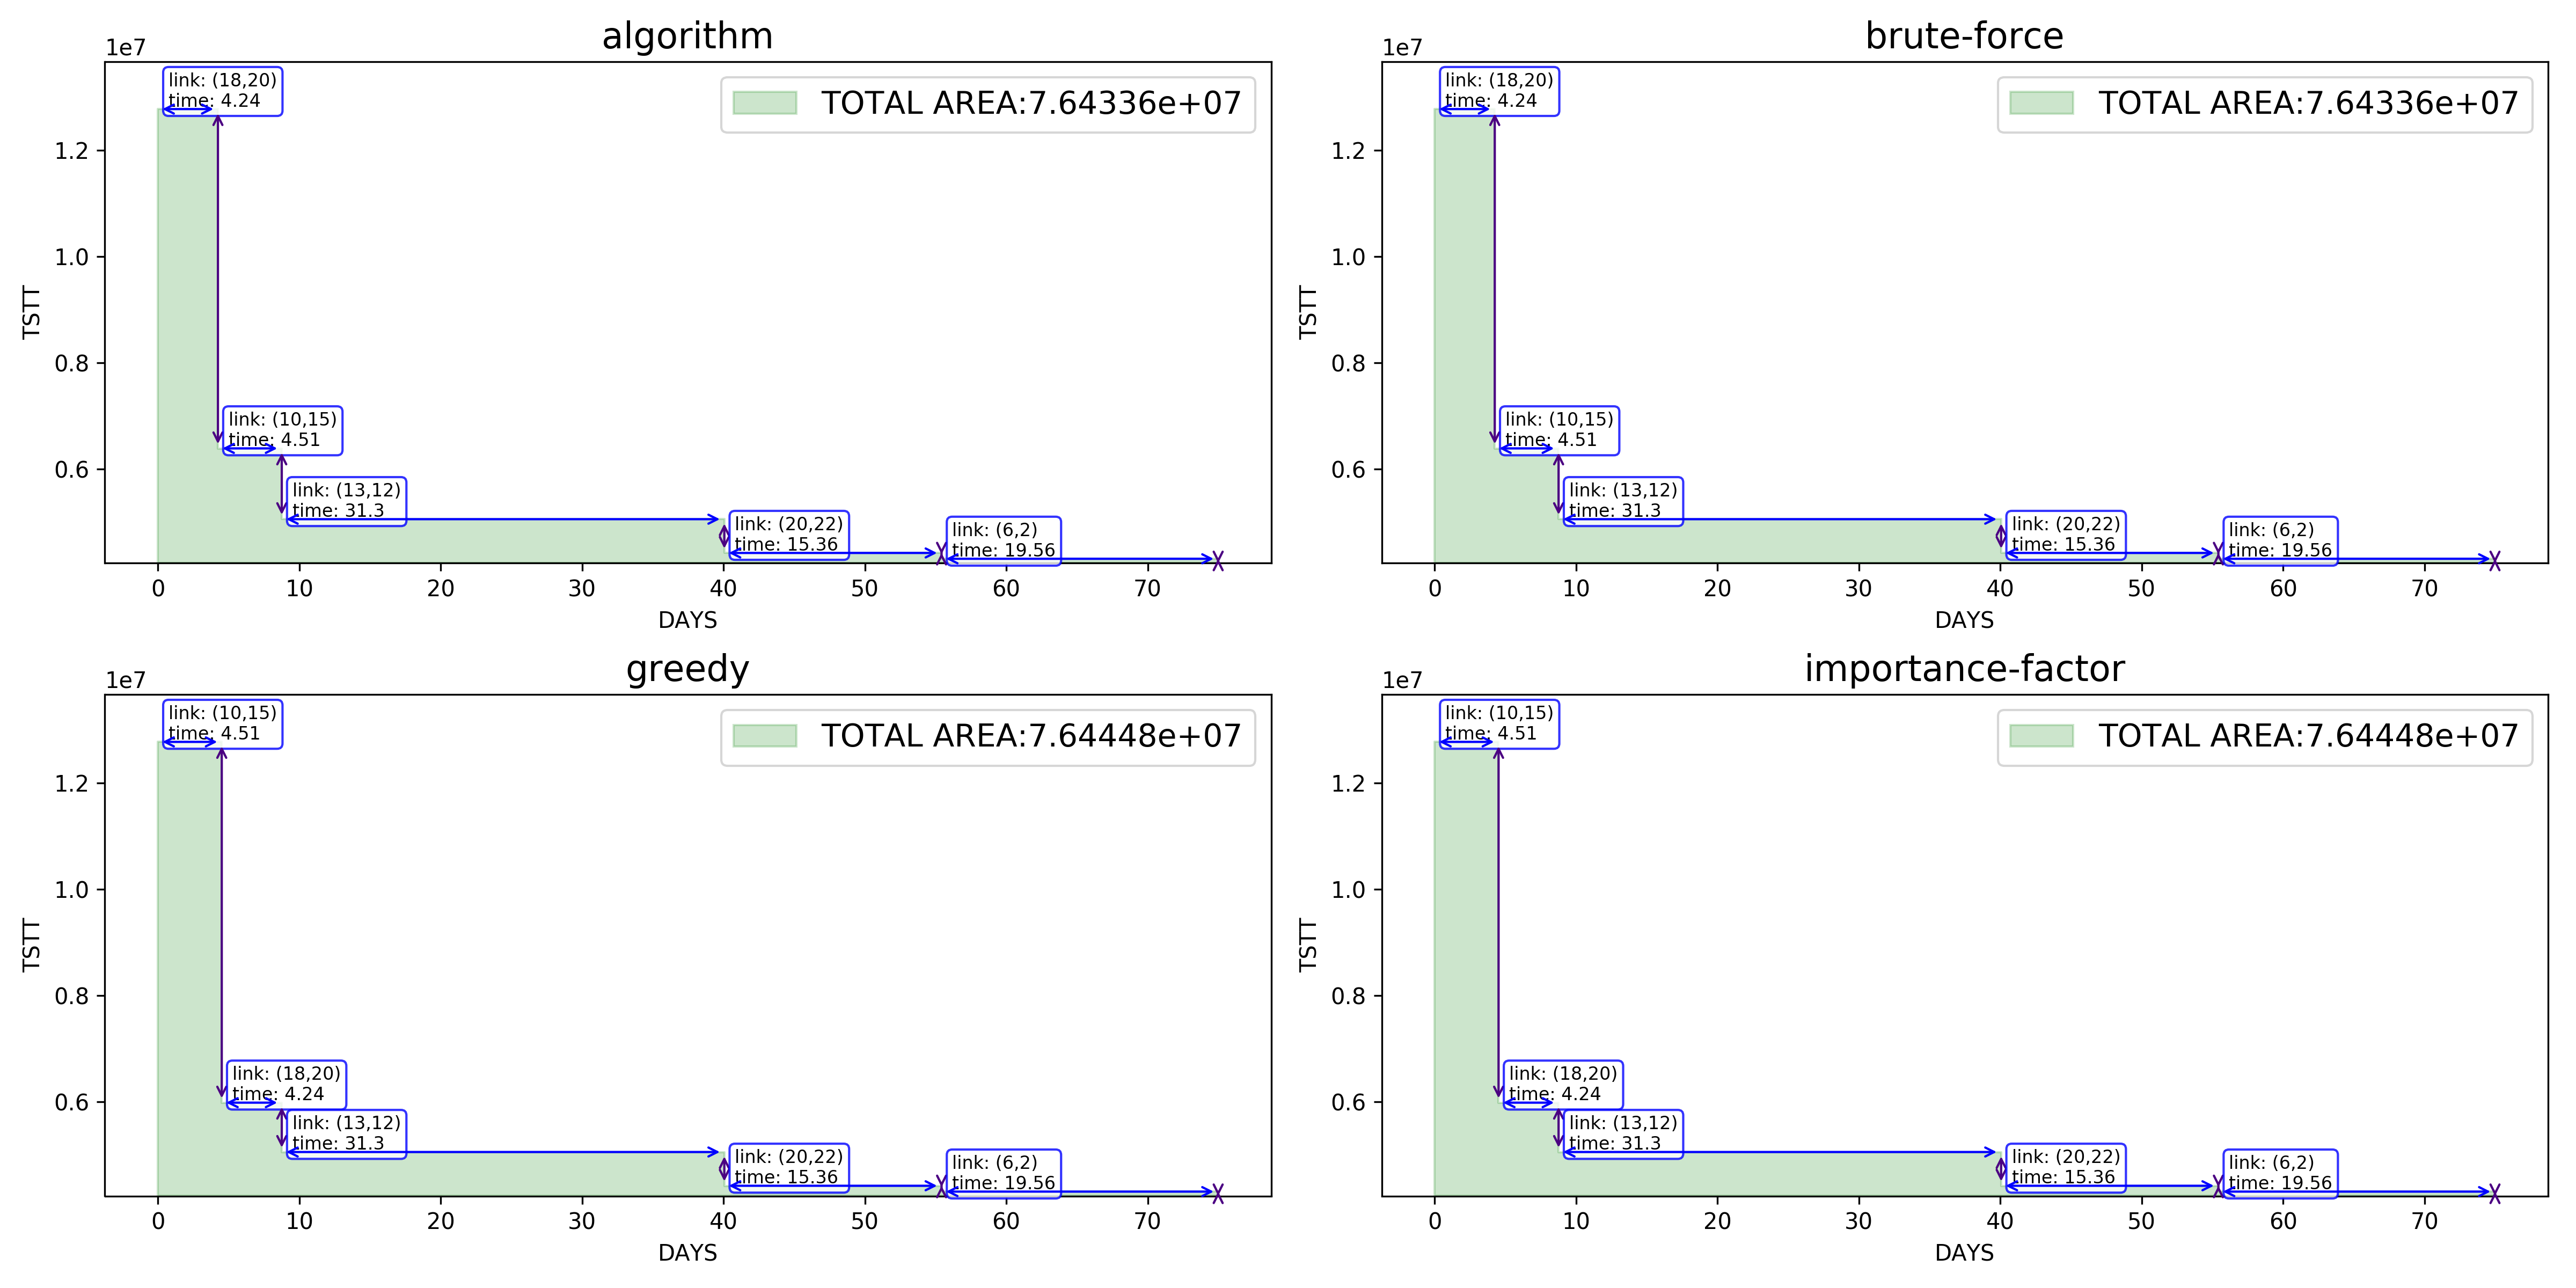 algorithm
1e7
link: (18,20)
time: 4.24
TOTAL AREA:7.64336e+07
1.2
1.0
0.8
0.6
TSTT
link: (10,15)
time: 4.51
link: (13,12)
time: 31.3
link: (20,22)
time: 15.36
link: (6,2)
time: 19.56
0 10 20 30 40 50 60 70
DAYS
brute-force
1e7
link: (18,20)
time: 4.24
TOTAL AREA:7.64336e+07
1.2
1.0
0.8
0.6
TSTT
link: (10,15)
time: 4.51
link: (13,12)
time: 31.3
link: (20,22)
time: 15.36
link: (6,2)
time: 19.56
0 10 20 30 40 50 60 70
DAYS
greedy
1e7
link: (10,15)
time: 4.51
TOTAL AREA:7.64448e+07
1.2
1.0
0.8
0.6
TSTT
link: (18,20)
time: 4.24
link: (13,12)
time: 31.3
link: (20,22)
time: 15.36
link: (6,2)
time: 19.56
0 10 20 30 40 50 60 70
DAYS
importance-factor
1e7
link: (10,15)
time: 4.51
TOTAL AREA:7.64448e+07
1.2
1.0
0.8
0.6
TSTT
link: (18,20)
time: 4.24
link: (13,12)
time: 31.3
link: (20,22)
time: 15.36
link: (6,2)
time: 19.56
0 10 20 30 40 50 60 70
DAYS